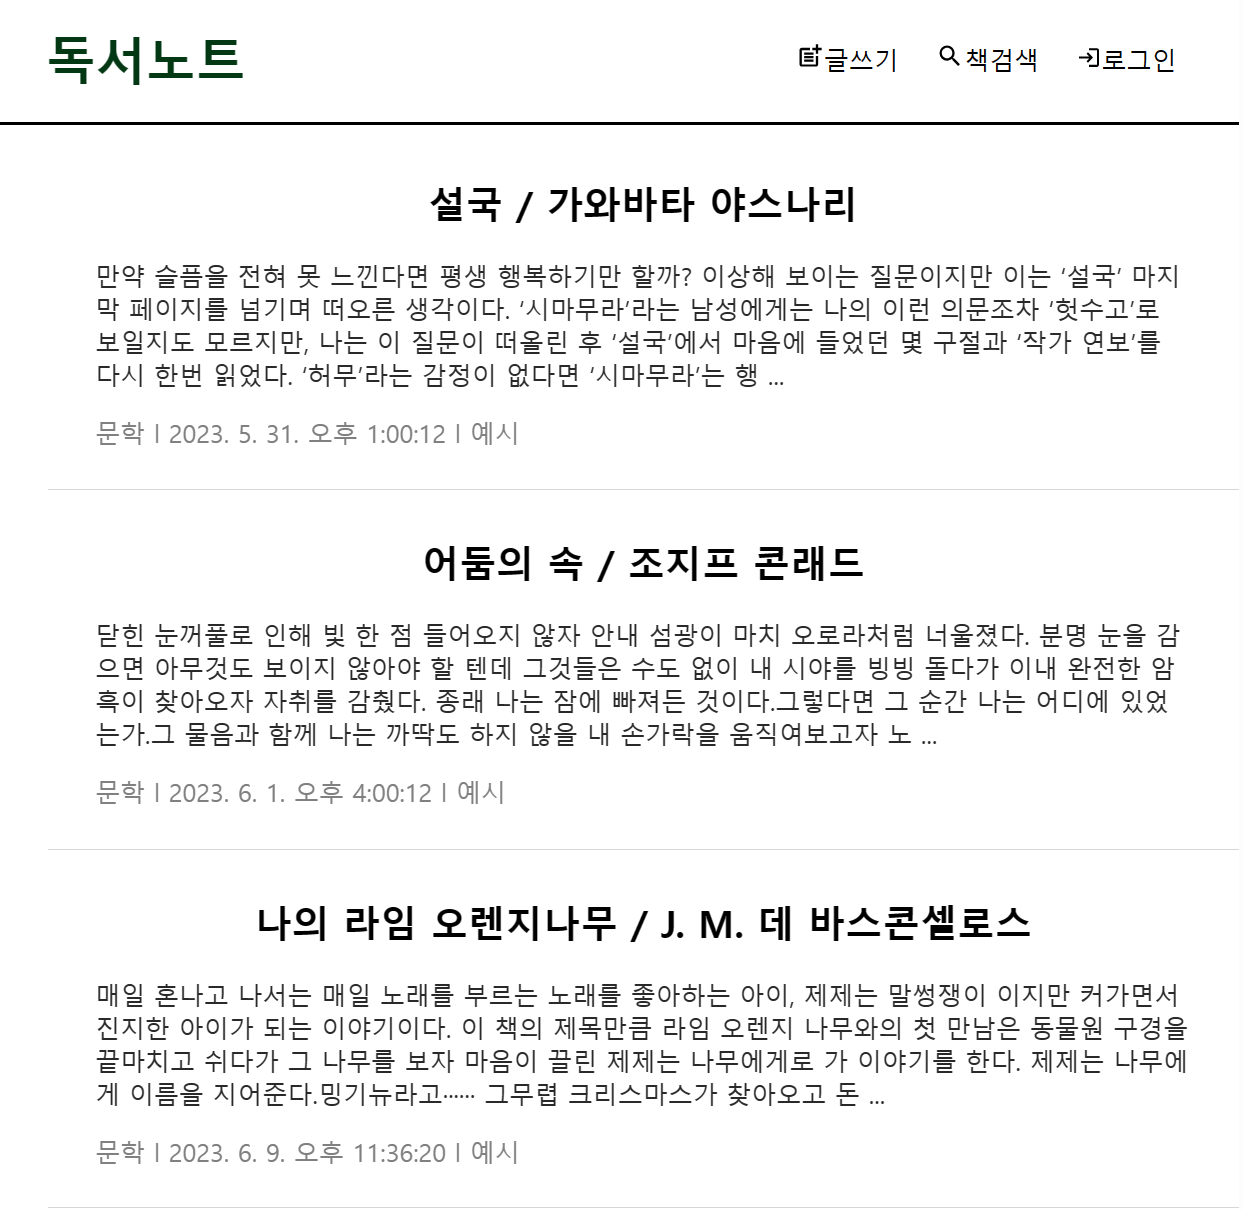 독서노트
글쓰기 책검색 로그인
설국 / 가와바타 야스나리
만약 슬픔을 전혀 못 느낀다면 평생 행복하기만 할까? 이상해 보이는 질문이지만 이는 ‘설국’ 마지
막 페이지를 넘기며 떠오른 생각이다. ‘시마무라’라는 남성에게는 나의 이런 의문조차 ‘헛수고’로
보일지도 모르지만, 나는 이 질문이 떠올린 후 ‘설국’에서 마음에 들었던 몇 구절과 ‘작가 연보’를
다시 한번 읽었다. ‘허무’라는 감정이 없다면 ‘시마무라’는 행 ...
문학 l 2023. 5. 31. 오후 1:00:12 l 예시
어둠의 속 / 조지프 콘래드
닫힌 눈꺼풀로 인해 빛 한 점 들어오지 않자 안내 섬광이 마치 오로라처럼 너울졌다. 분명 눈을 감
으면 아무것도 보이지 않아야 할 텐데 그것들은 수도 없이 내 시야를 빙빙 돌다가 이내 완전한 암
흑이 찾아오자 자취를 감췄다. 종래 나는 잠에 빠져든 것이다.그렇다면 그 순간 나는 어디에 있었
는가.그 물음과 함께 나는 까딱도 하지 않을 내 손가락을 움직여보고자 노 ...
문학 l 2023. 6. 1. 오후 4:00:12 l 예시
나의 라임 오렌지나무 / J. M. 데 바스콘셀로스
매일 혼나고 나서는 매일 노래를 부르는 노래를 좋아하는 아이, 제제는 말썽쟁이 이지만 커가면서
진지한 아이가 되는 이야기이다. 이 책의 제목만큼 라임 오렌지 나무와의 첫 만남은 동물원 구경을
끝마치고 쉬다가 그 나무를 보자 마음이 끌린 제제는 나무에게로 가 이야기를 한다. 제제는 나무에
게 이름을 지어준다.밍기뉴라고…… 그무렵 크리스마스가 찾아오고 돈 ...
문학 l 2023. 6. 9. 오후 11:36:20 l 예시